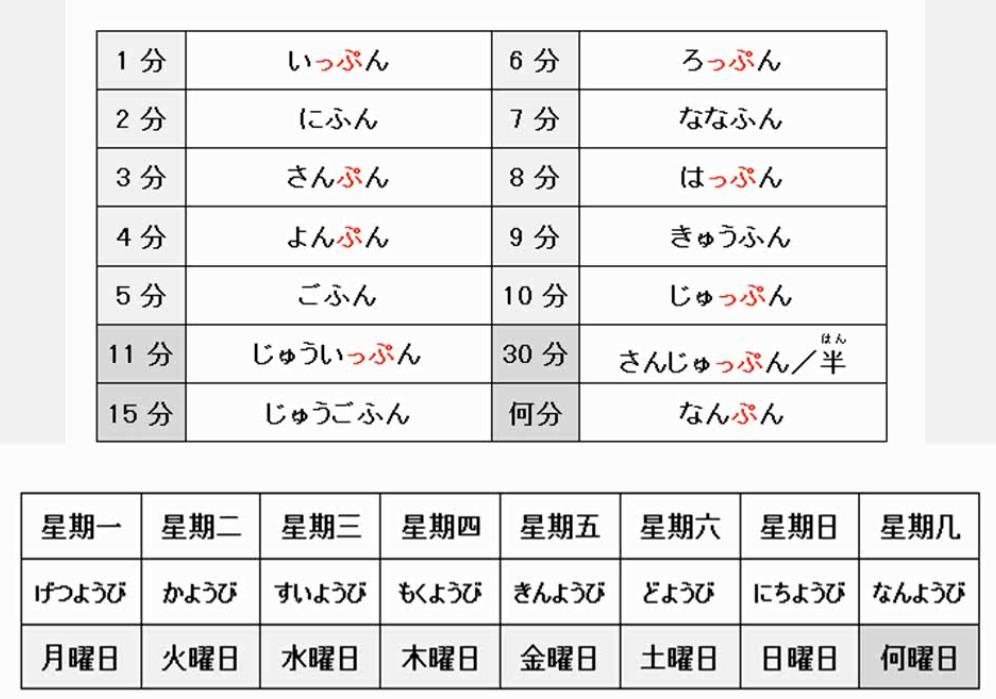 1 分 いっぷん 6 分 ろっぷん
2 分 にふん 7 分 ななふん
3 分 さんぷん 8 分 はっぷん
4 分 よんぷん 9 分 きゅうふん
5 分 ごふん 10 分 じゅっぷん
はん
11 分 じゅういっぷん 30 分 さんじゅっぷん／半
15 分 じゅうごふん 何分 なんぷん
星期一 星期二 星期三 星期四 星期五 星期六 星期日 星期几
げつようび かようび すいようび もくようび きんようび どようび にちようび なんようび
月曜日 火曜日 水曜日 木曜日 金曜日 土曜日 日曜日 何曜日